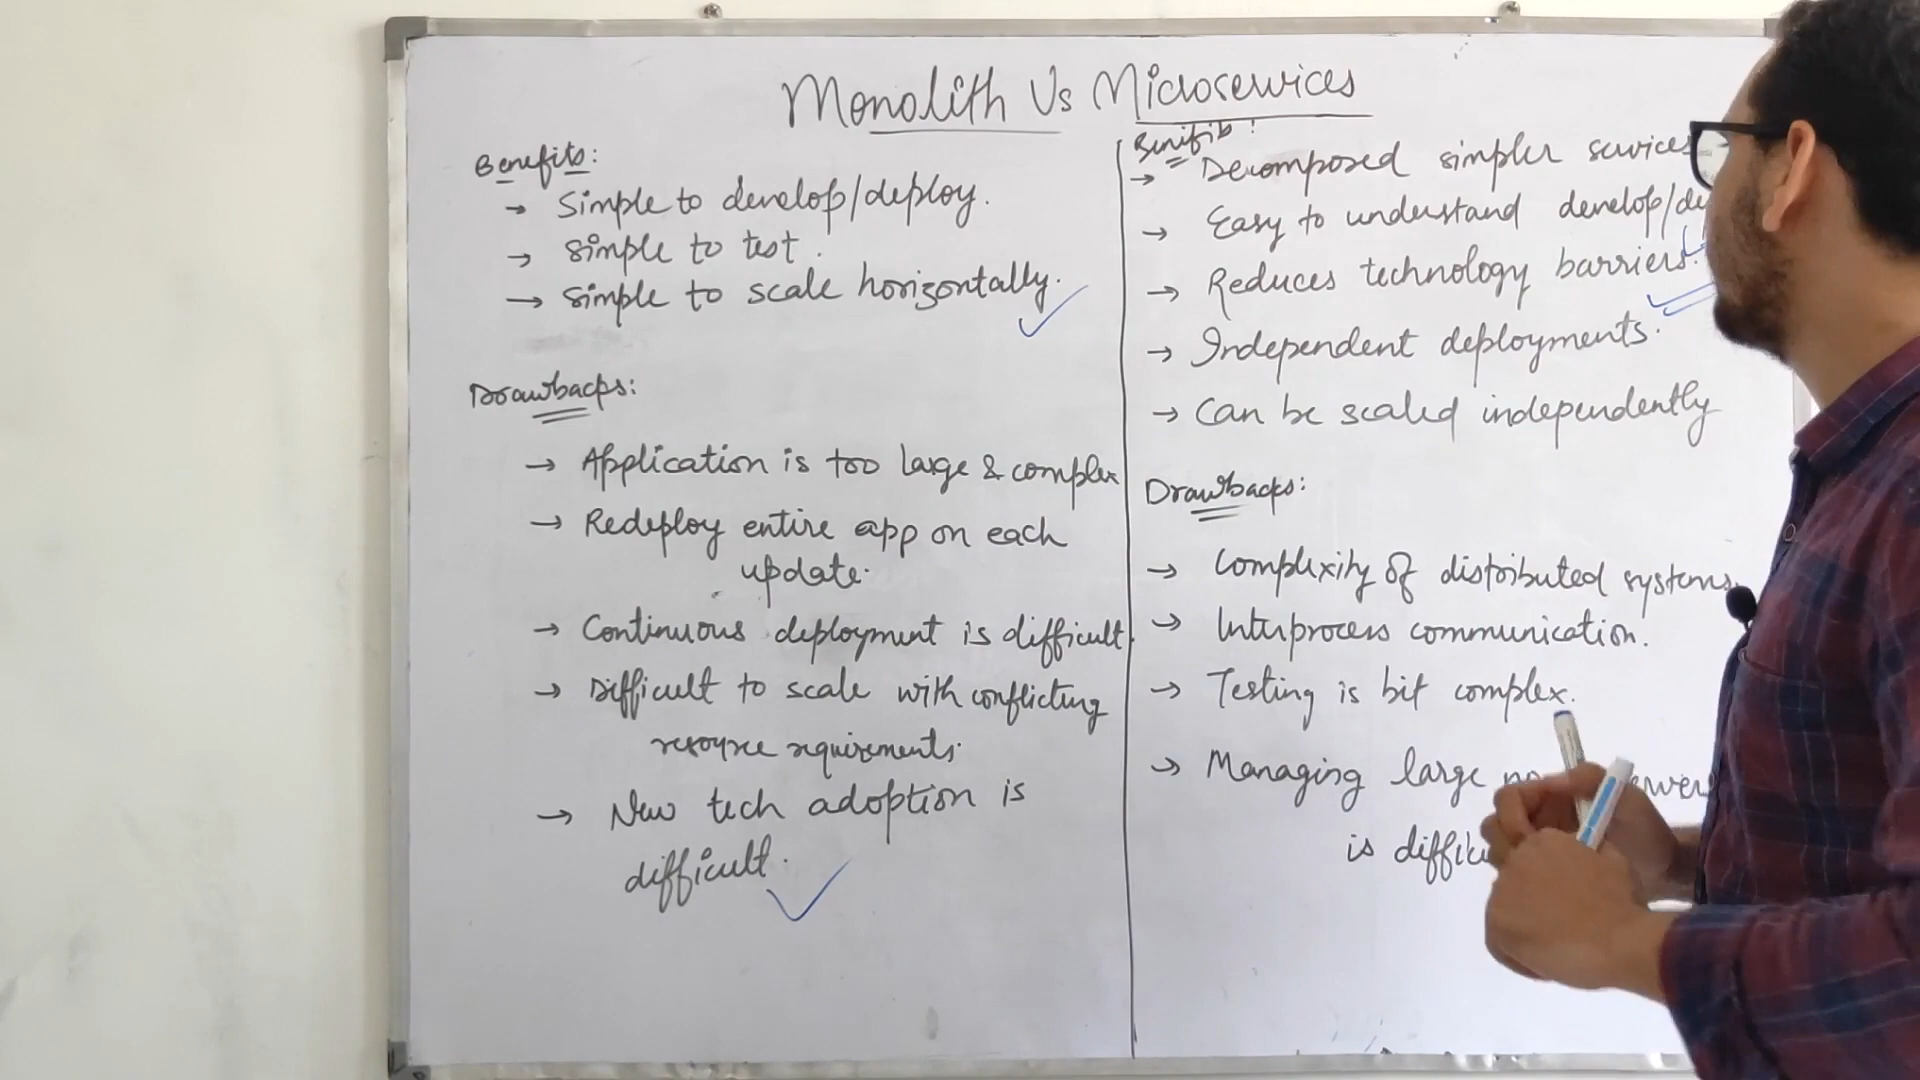 Monolith Vs Microservices
Benefits:
→ Simple to develop/deploy.
→ simple to test.
→ simple to scale horizontally.
Drawbacks:
→ Application is too large & complex
→ Redeploy entire app on each
update.
→ Continuous deployment is difficult.
→ Difficult to scale with conflicting
resource requirements.
→ New tech adoption is
difficult.
Benifits:
→ Decomposed simpler services
→ Easy to understand develop/de
→ Reduces technology barriers.
→ Independent deployments.
→ Can be scaled independently
Drawbacks:
→ Complexity of distributed systems.
→ Interprocess communication.
→ Testing is bit complex.
→ Managing large
is